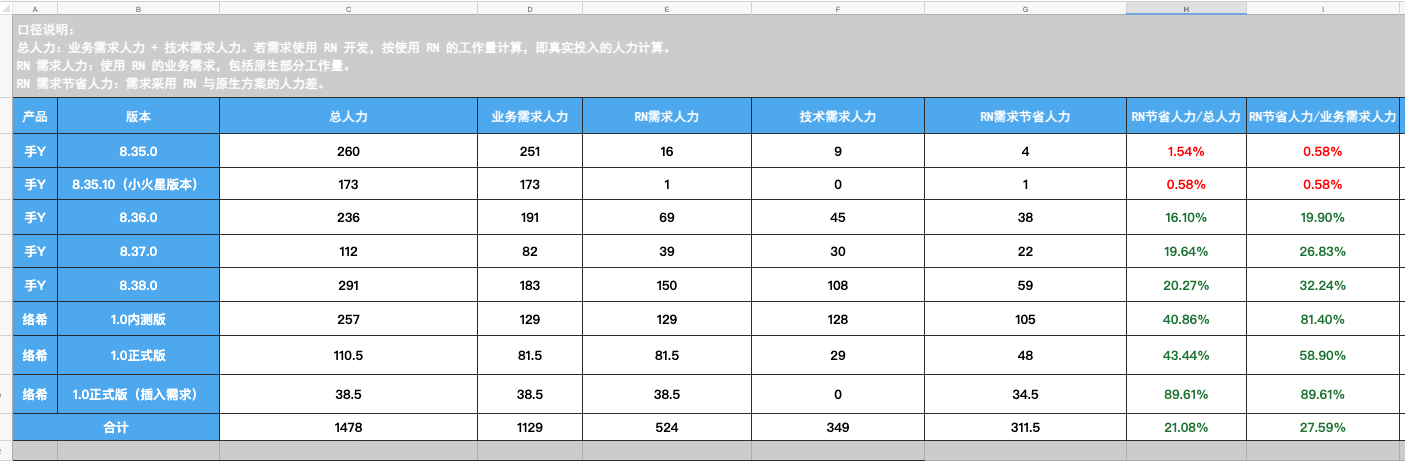 A B C D E F G H I
口径说明:
总人力: 业务需求人力 + 技术需求人力。若需求使用 RN 开发，按使用 RN 的工作量计算，即真实投入的人力计算。
RN 需求人力: 使用 RN 的业务需求，包括原生部分工作量。
RN 需求节省人力: 需求采用 RN 与原生方案的人力差。
产品 版本 总人力 业务需求人力 RN需求人力 技术需求人力 RN需求节省人力 RN节省人力/总人力 RN节省人力/业务需求人力
手Y 8.35.0 260 251 16 9 4 1.54% 0.58%
手Y 8.35.10（小火星版本） 173 173 1 0 1 0.58% 0.58%
手Y 8.36.0 236 191 69 45 38 16.10% 19.90%
手Y 8.37.0 112 82 39 30 22 19.64% 26.83%
手Y 8.38.0 291 183 150 108 59 20.27% 32.24%
络希 1.0内测版 257 129 129 128 105 40.86% 81.40%
络希 1.0正式版 110.5 81.5 81.5 29 48 43.44% 58.90%
络希 1.0正式版（插入需求） 38.5 38.5 38.5 0 34.5 89.61% 89.61%
合计 1478 1129 524 349 311.5 21.08% 27.59%